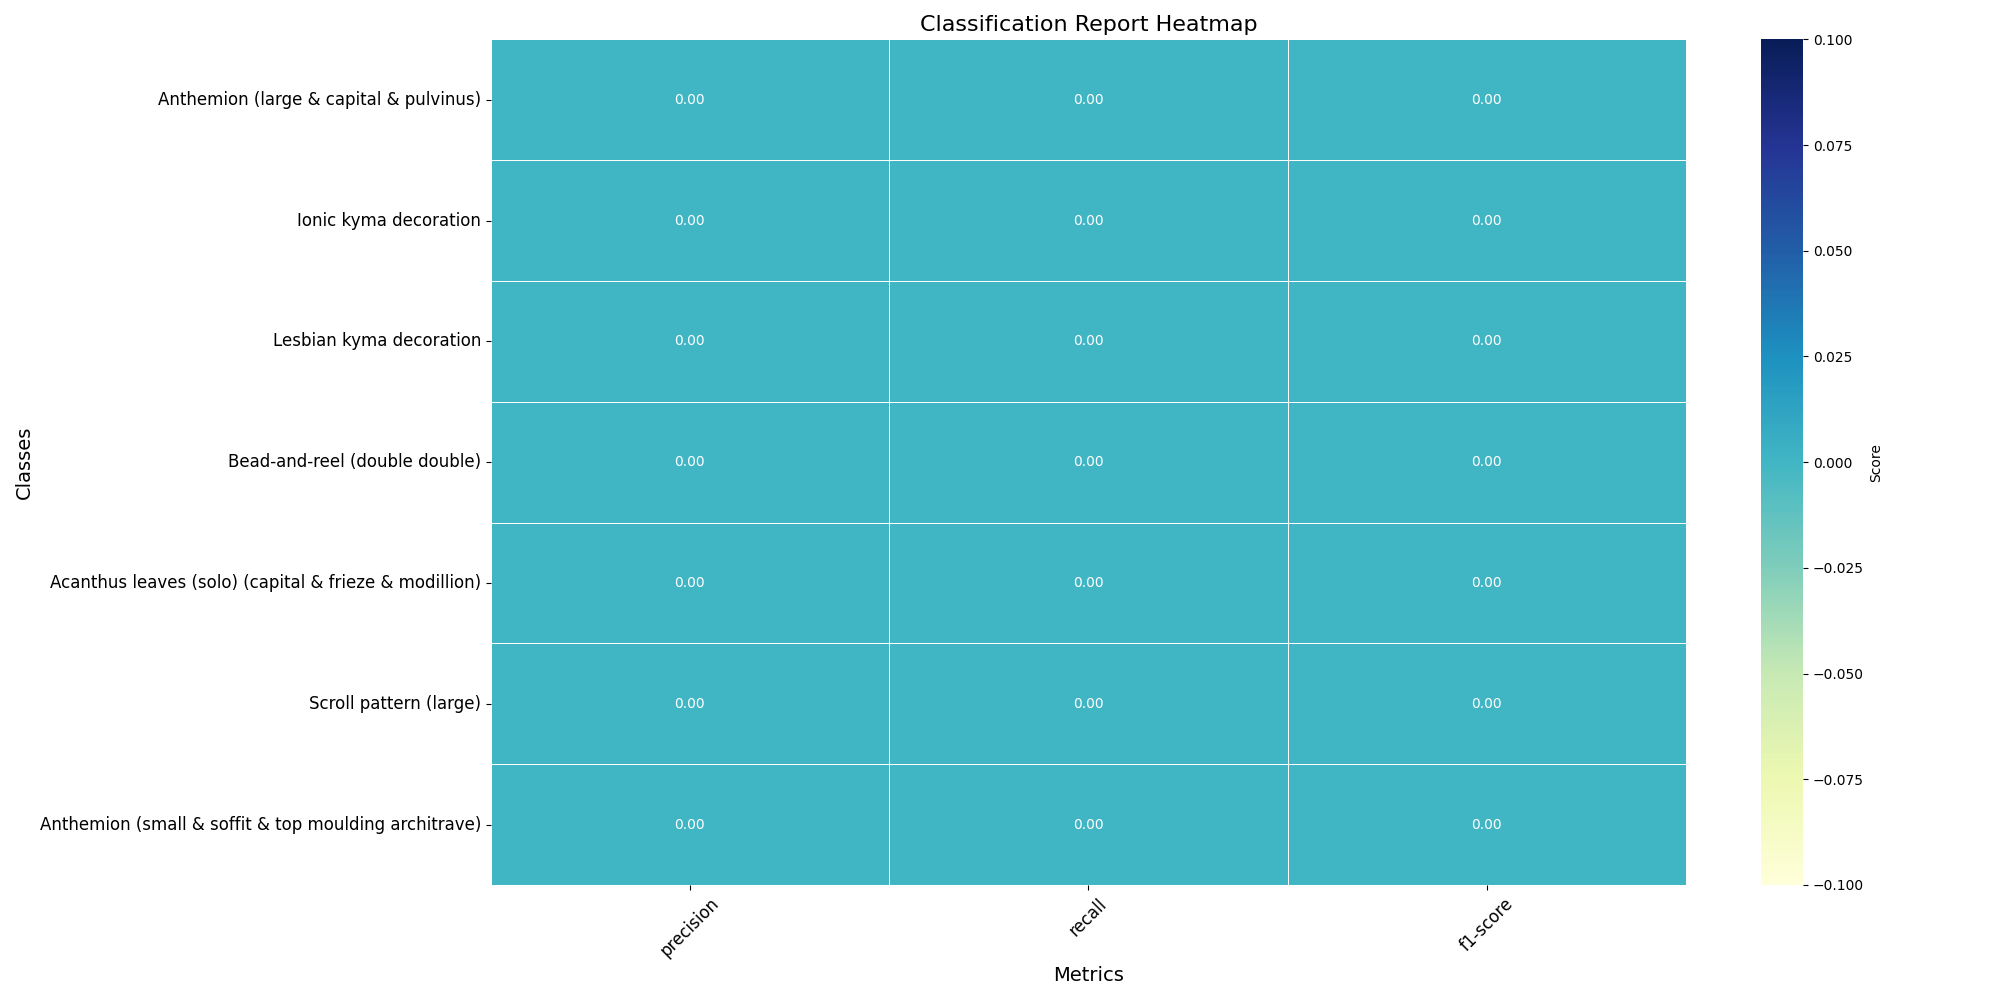 Classification Report Heatmap
Anthemion (large & capital & pulvinus) 0.00 0.00 0.00
Ionic kyma decoration 0.00 0.00 0.00
Lesbian kyma decoration 0.00 0.00 0.00
Bead-and-reel (double double) 0.00 0.00 0.00
Acanthus leaves (solo) (capital & frieze & modillion) 0.00 0.00 0.00
Scroll pattern (large) 0.00 0.00 0.00
Anthemion (small & soffit & top moulding architrave) 0.00 0.00 0.00
Classes
precision recall f1-score
Metrics
0.100
0.075
0.050
0.025
0.000
−0.025
−0.050
−0.075
−0.100
Score